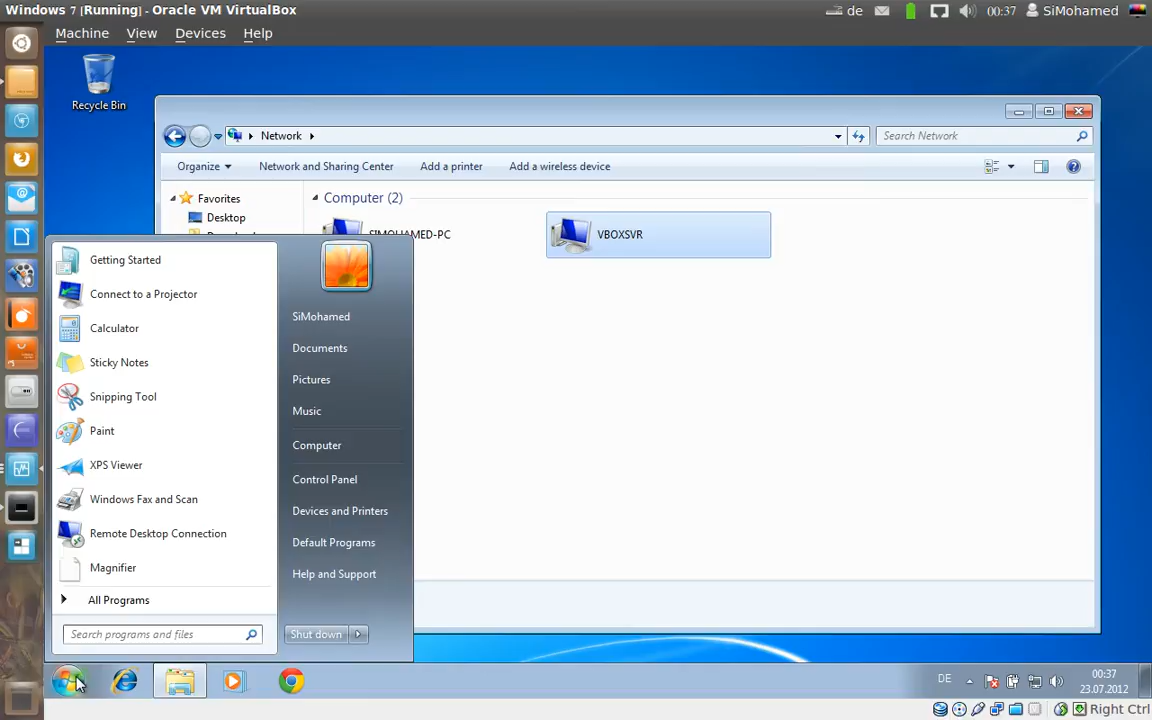 Windows 7 [Running] - Oracle VM VirtualBox
de
00:37
SiMohamed
Machine
View
Devices
Help
Recycle Bin
Network
Search Network
Organize
Network and Sharing Center
Add a printer
Add a wireless device
Favorites
Desktop
Computer (2)
SIMOHAMED-PC
VBOXSVR
Getting Started
Connect to a Projector
Calculator
Sticky Notes
Snipping Tool
Paint
XPS Viewer
Windows Fax and Scan
Remote Desktop Connection
Magnifier
All Programs
Search programs and files
SiMohamed
Documents
Pictures
Music
Computer
Control Panel
Devices and Printers
Default Programs
Help and Support
Shut down
DE
00:37
23.07.2012
Right Ctrl